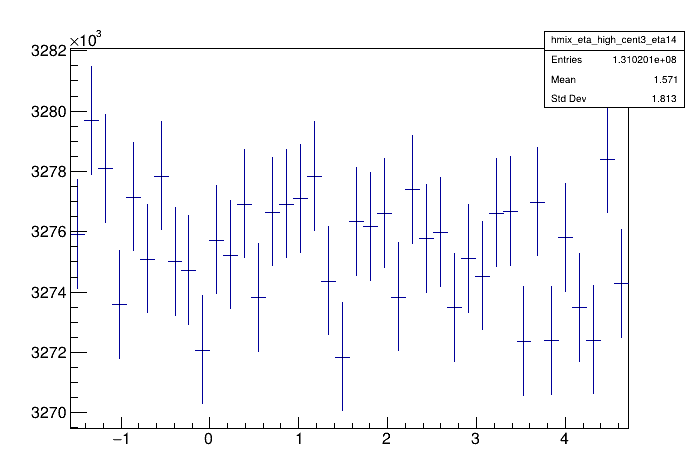 hmix_eta_high_cent3_eta14
Entries 1.310201e+08
Mean 1.571
Std Dev 1.813
×10³
3282
3280
3278
3276
3274
3272
3270
−1 0 1 2 3 4